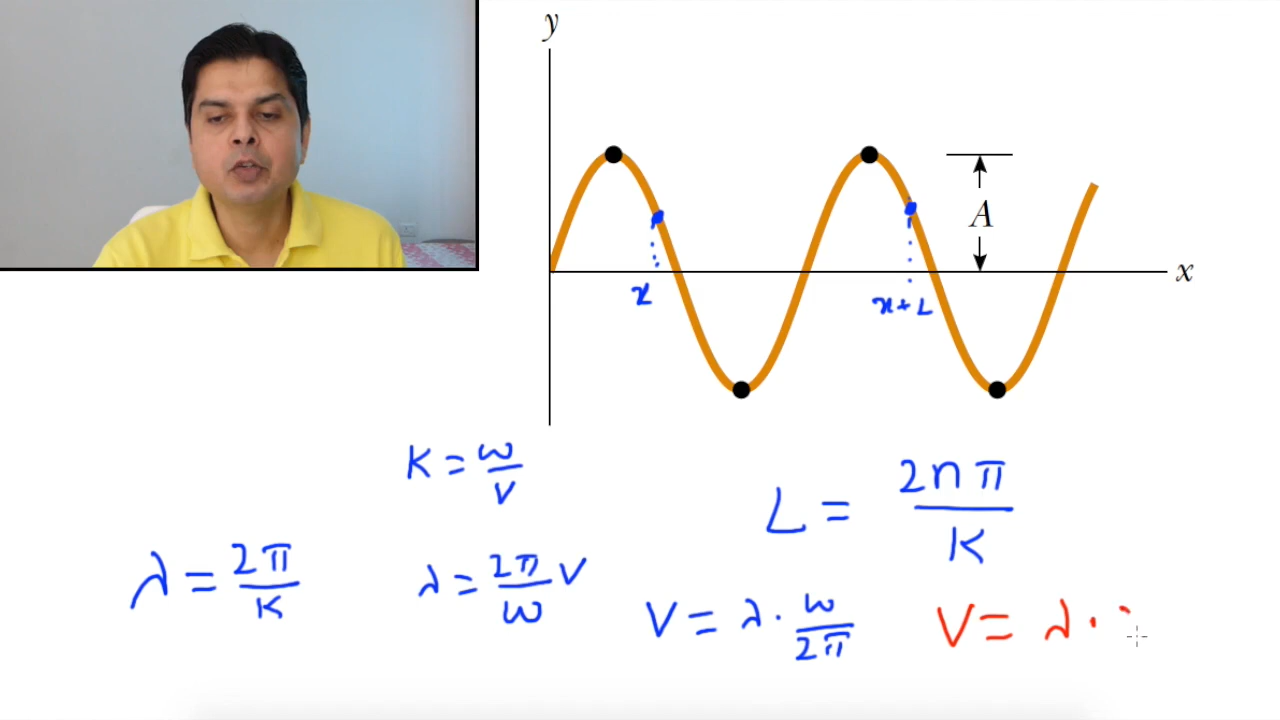 y
A
x
x
x+L
K = ω/V
L = 2nπ/K
λ = 2π/K
λ = 2π/ω V
V = λ · ω/2π
V = λ ·